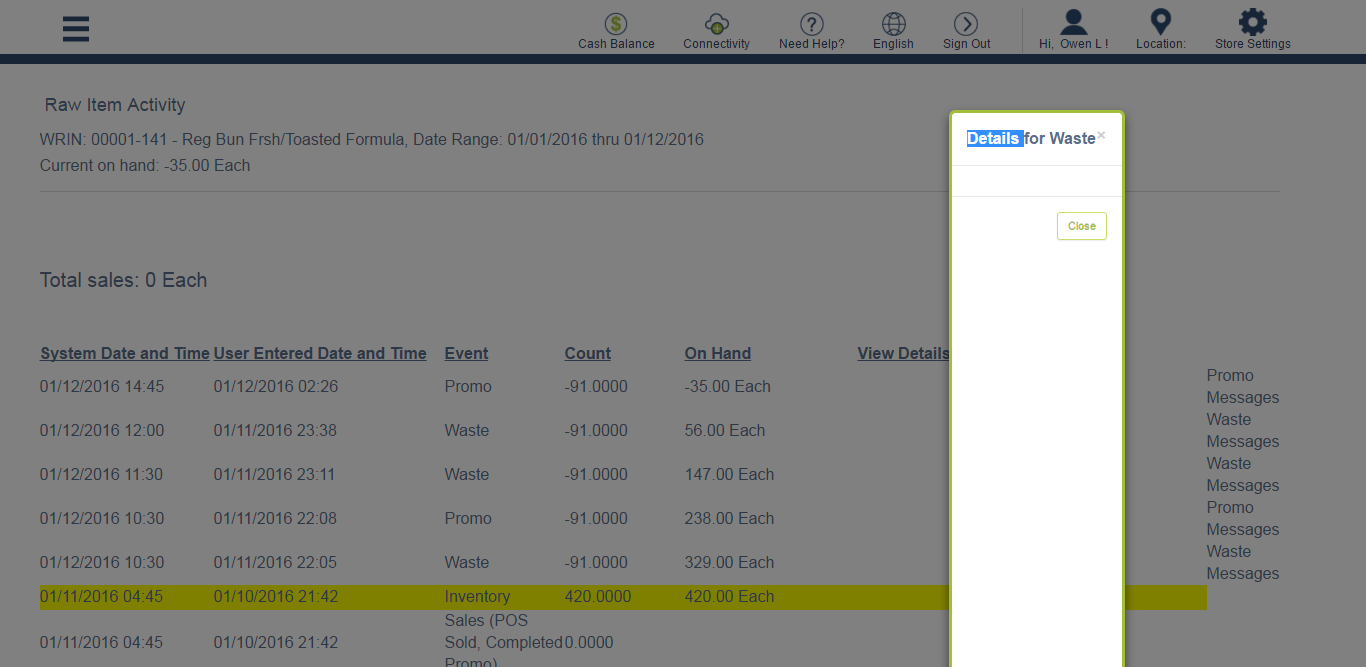 Cash Balance Connectivity Need Help? English Sign Out Hi, Owen L ! Location: Store Settings
Raw Item Activity
WRIN: 00001-141 - Reg Bun Frsh/Toasted Formula, Date Range: 01/01/2016 thru 01/12/2016
Current on hand: -35.00 Each
Details for Waste ×
Close
Total sales: 0 Each
System Date and Time User Entered Date and Time Event Count On Hand View Details
01/12/2016 14:45 01/12/2016 02:26 Promo -91.0000 -35.00 Each Promo
Messages
01/12/2016 12:00 01/11/2016 23:38 Waste -91.0000 56.00 Each Waste
Messages
01/12/2016 11:30 01/11/2016 23:11 Waste -91.0000 147.00 Each Waste
Messages
01/12/2016 10:30 01/11/2016 22:08 Promo -91.0000 238.00 Each Promo
Messages
01/12/2016 10:30 01/11/2016 22:05 Waste -91.0000 329.00 Each Waste
Messages
01/11/2016 04:45 01/10/2016 21:42 Inventory 420.0000 420.00 Each
Sales (POS
01/11/2016 04:45 01/10/2016 21:42 Sold, Completed 0.0000
Promo)